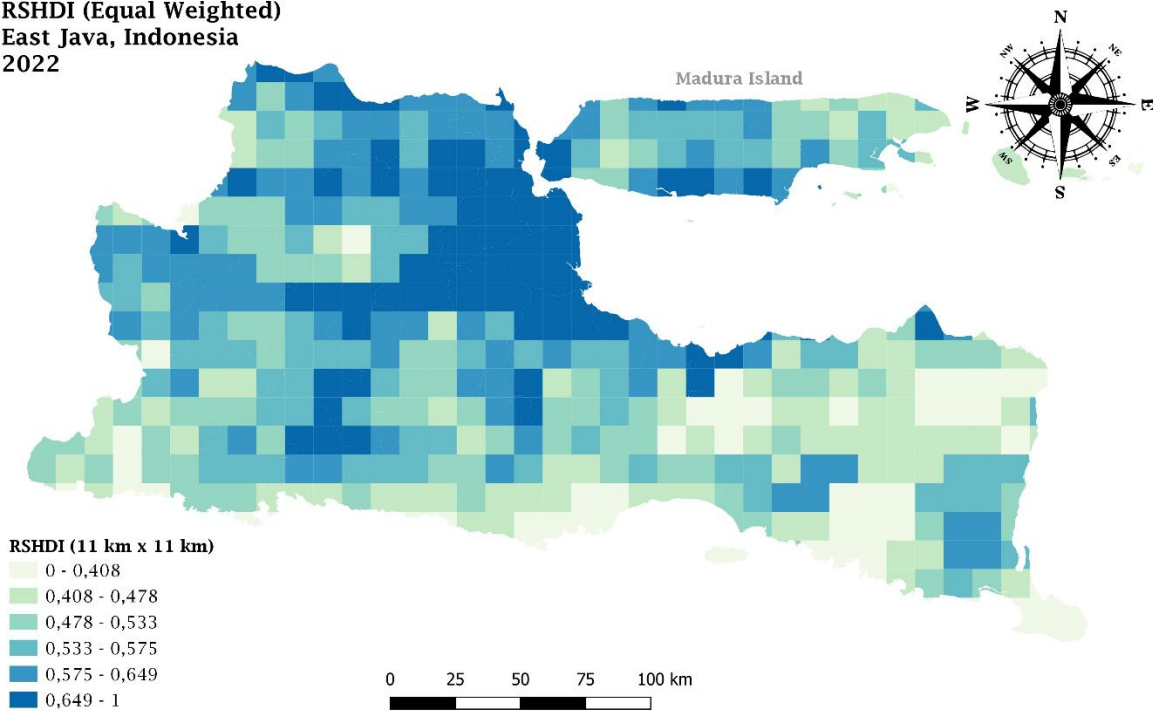 RSHDI (Equal Weighted)
East Java, Indonesia
2022
Madura Island
N
NW
NE
W
E
SW
ES
S
RSHDI (11 km x 11 km)
0 - 0,408
0,408 - 0,478
0,478 - 0,533
0,533 - 0,575
0,575 - 0,649
0,649 - 1
0 25 50 75 100 km